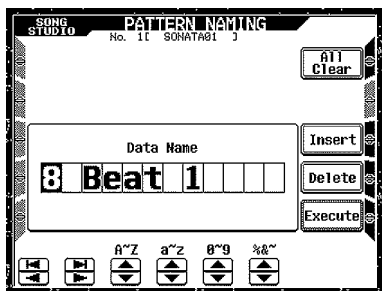 SONG STUDIO PATTERN NAMING
No. 1[ SONATA01 ]
All Clear
Data Name
8 Beat 1
Insert
Delete
Execute
A~Z a~z 0~9 %&~